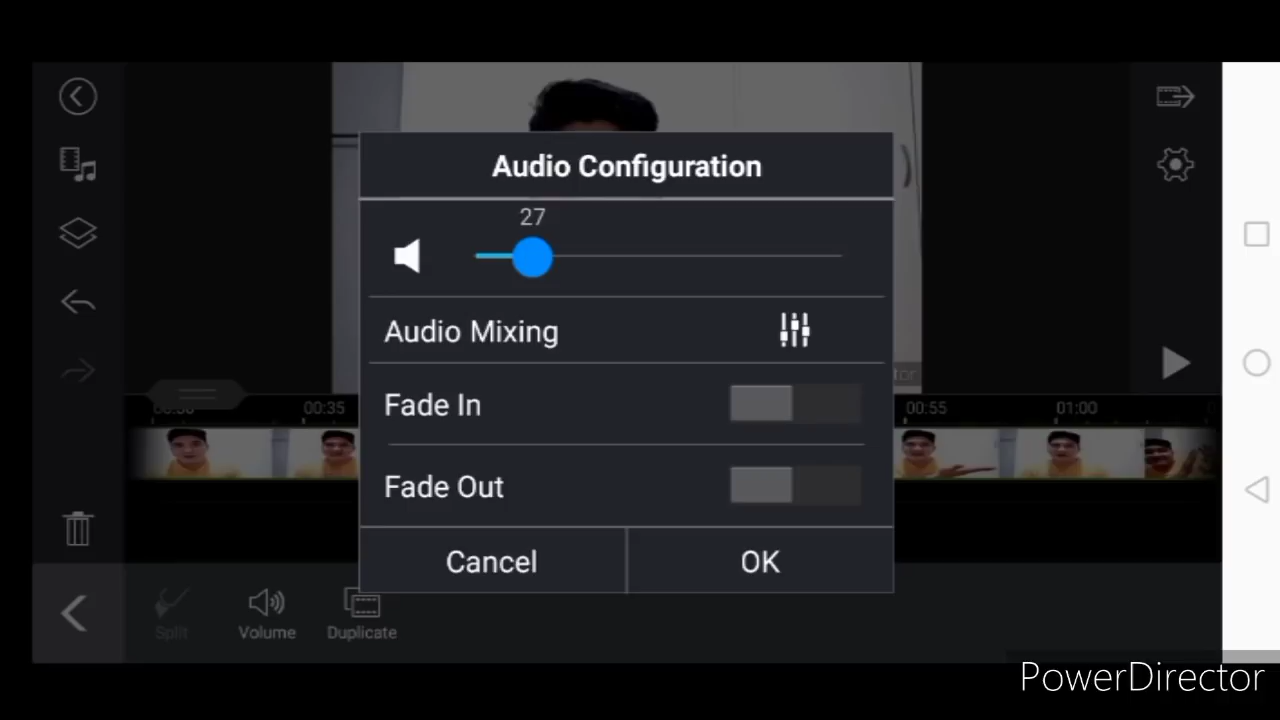 Audio Configuration
27
Audio Mixing
Fade In
Fade Out
Cancel
OK
00:35
00:55
01:00
Split
Volume
Duplicate
PowerDirector